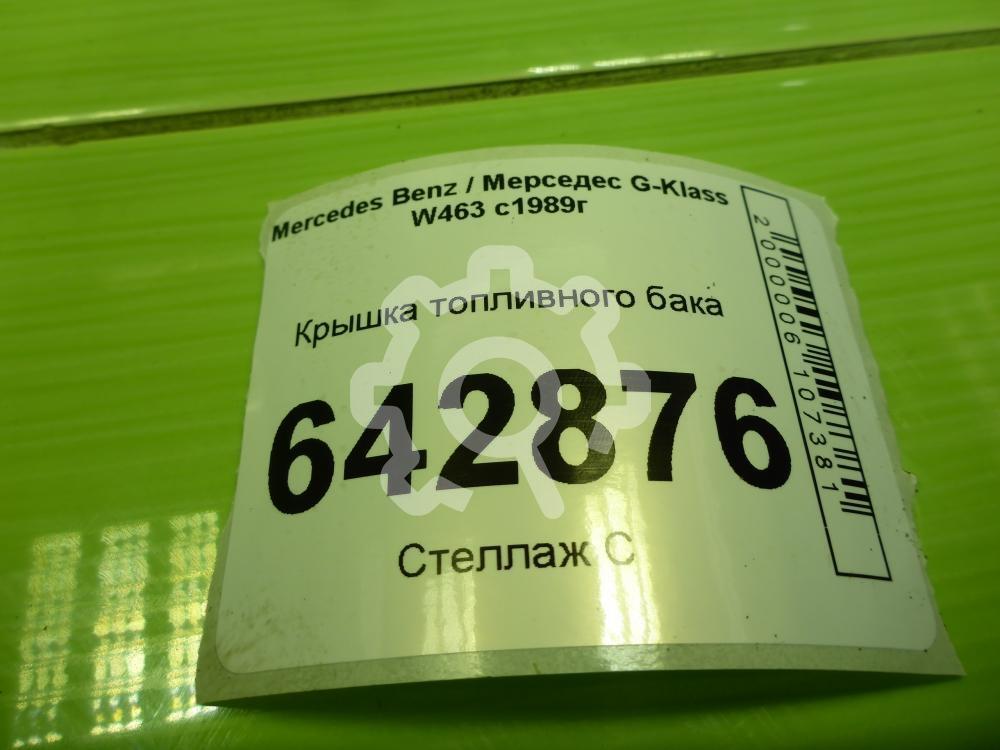 Mercedes Benz / Мерседес G-Klass
W463 с1989г
Крышка топливного бака
642876
Стеллаж С
2000006107381